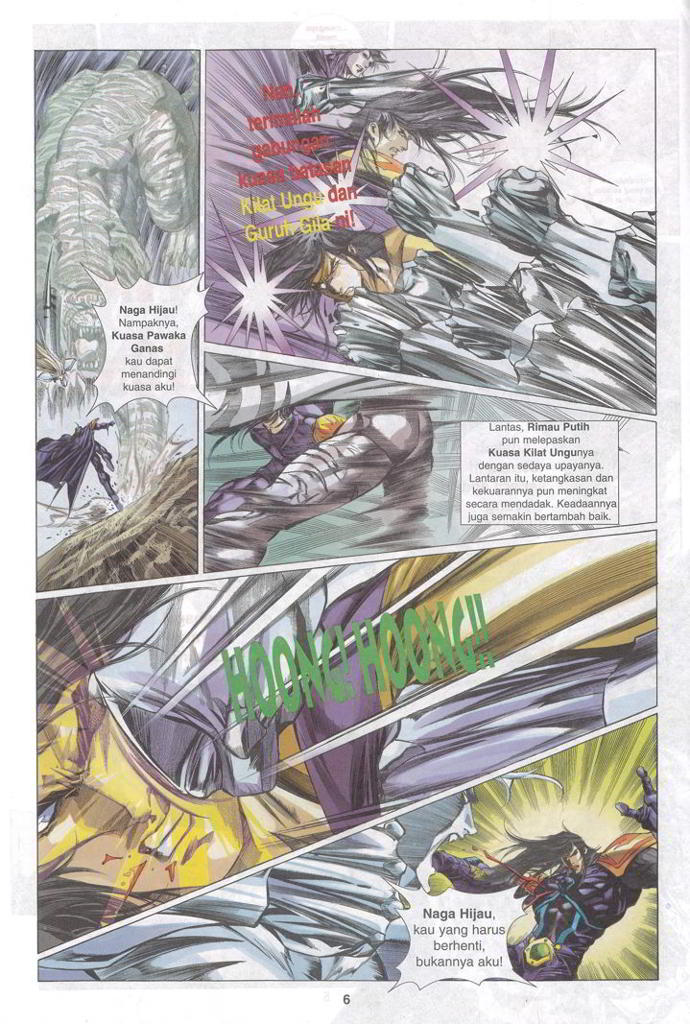 Naga Hijau!
Nampaknya,
Kuasa Pawaka
Ganas
kau dapat
menandingi
kuasa aku!
Nah,
terimalah
gabungan
Kuasa batasan
Kilat Ungu dan
Guruh Gila ni!
Lantas, Rimau Putih
pun melepaskan
Kuasa Kilat Ungunya
dengan sedaya upayanya.
Lantaran itu, ketangkasan dan
kekuarannya pun meningkat
secara mendadak. Keadaannya
juga semakin bertambah baik.
HOONG! HOONG!!
Naga Hijau,
kau yang harus
berhenti,
bukannya aku!
6